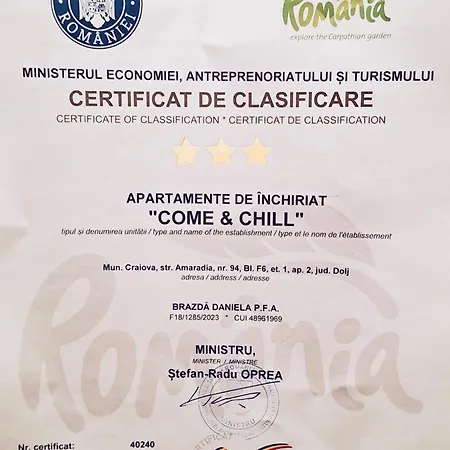 ROMÂNIEI
România
explore the Carpathian garden
MINISTERUL ECONOMIEI, ANTREPRENORIATULUI ȘI TURISMULUI
CERTIFICAT DE CLASIFICARE
CERTIFICATE OF CLASSIFICATION * CERTIFICAT DE CLASSIFICATION
APARTAMENTE DE ÎNCHIRIAT
"COME & CHILL"
tipul și denumirea unității / type and name of the establishment / type et le nom de l'établissement
Mun. Craiova, str. Amaradia, nr. 94, Bl. F6, et. 1, ap. 2, jud. Dolj
adresa / address / adresse
BRAZDĂ DANIELA P.F.A.
F18/1285/2023 * CUI 48961969
România
MINISTRU,
MINISTER / MINISTRE
Ștefan-Radu OPREA
MINISTRU
Nr. certificat: 40240